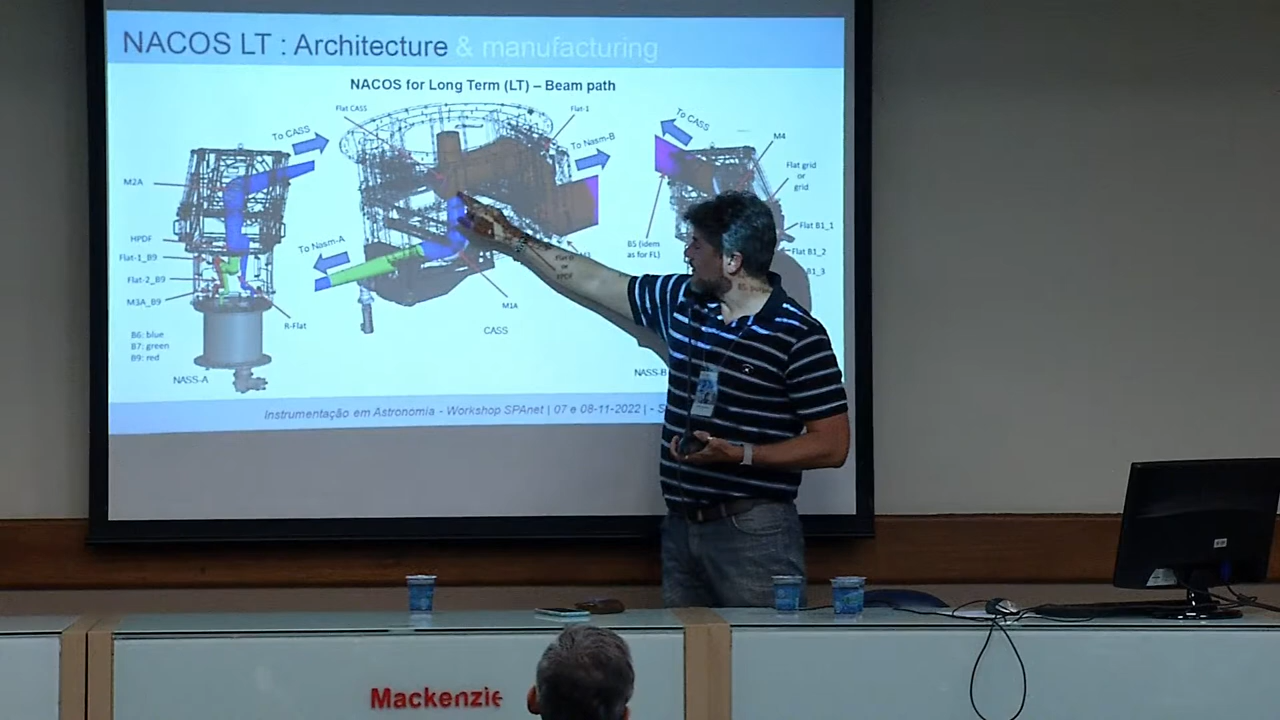 NACOS LT : Architecture & manufacturing
NACOS for Long Term (LT) – Beam path
To CASS
M2A
HPDF
Flat-1_B9
Flat-2_B9
M3A_B9
R-Flat
B6: blue
B7: green
B9: red
NASS-A
Flat CASS
Flat-1
To Nasm-B
To Nasm-A
M1A
CASS
To CASS
M4
Flat grid
or
grid
Flat B1_1
Flat B1_2
B1_3
B5 (idem
as for FL)
NASS-B
Instrumentação em Astronomia - Workshop SPAnet | 07 e 08-11-2022 | - S
Mackenzie